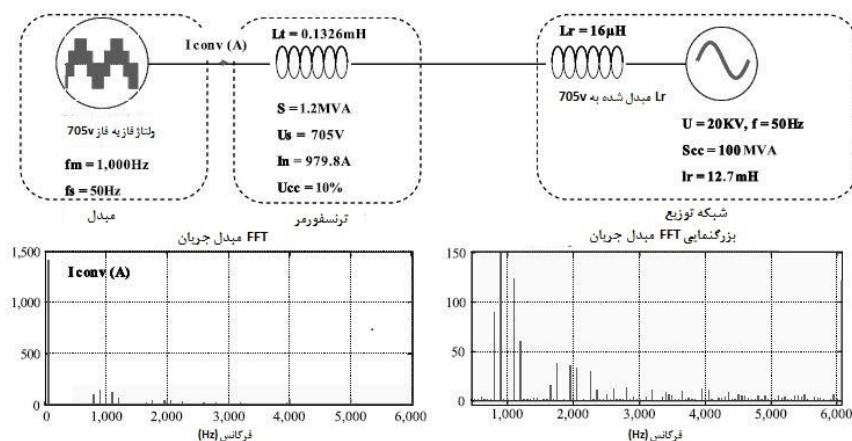 I conv (A)
Lt = 0.1326mH
Lr = 16µH
ولتاژ فاز به فاز 705v
fm = 1,000Hz
fs = 50Hz
مبدل
S = 1.2MVA
Us = 705V
In = 979.8A
Ucc = 10%
ترنسفورمر
Lr مبدل شده به 705v
U = 20KV, f = 50Hz
Scc = 100 MVA
lr = 12.7mH
شبکه توزیع
FFT مبدل جریان
I conv (A)
1,500
1,000
500
0
0 1,000 2,000 3,000 4,000 5,000 6,000
فرکانس (Hz)
بزرگنمایی FFT مبدل جریان
150
100
50
0
1,000 2,000 3,000 4,000 5,000 6,000
فرکانس (Hz)